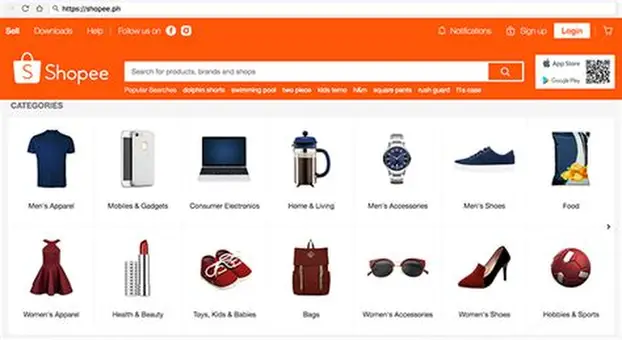 https://shopee.ph
Sell Downloads Help Follow us on Notifications Sign up Login
Shopee
Search for products, brands and shops
App Store
Google Play
Popular Searches dolphin shorts swimming pool two piece kids terno h&m square pants rush guard 11s case
CATEGORIES
Men's Apparel Mobiles & Gadgets Consumer Electronics Home & Living Men's Accessories Men's Shoes Food
Women's Apparel Health & Beauty Toys, Kids & Babies Bags Women's Accessories Women's Shoes Hobbies & Sports